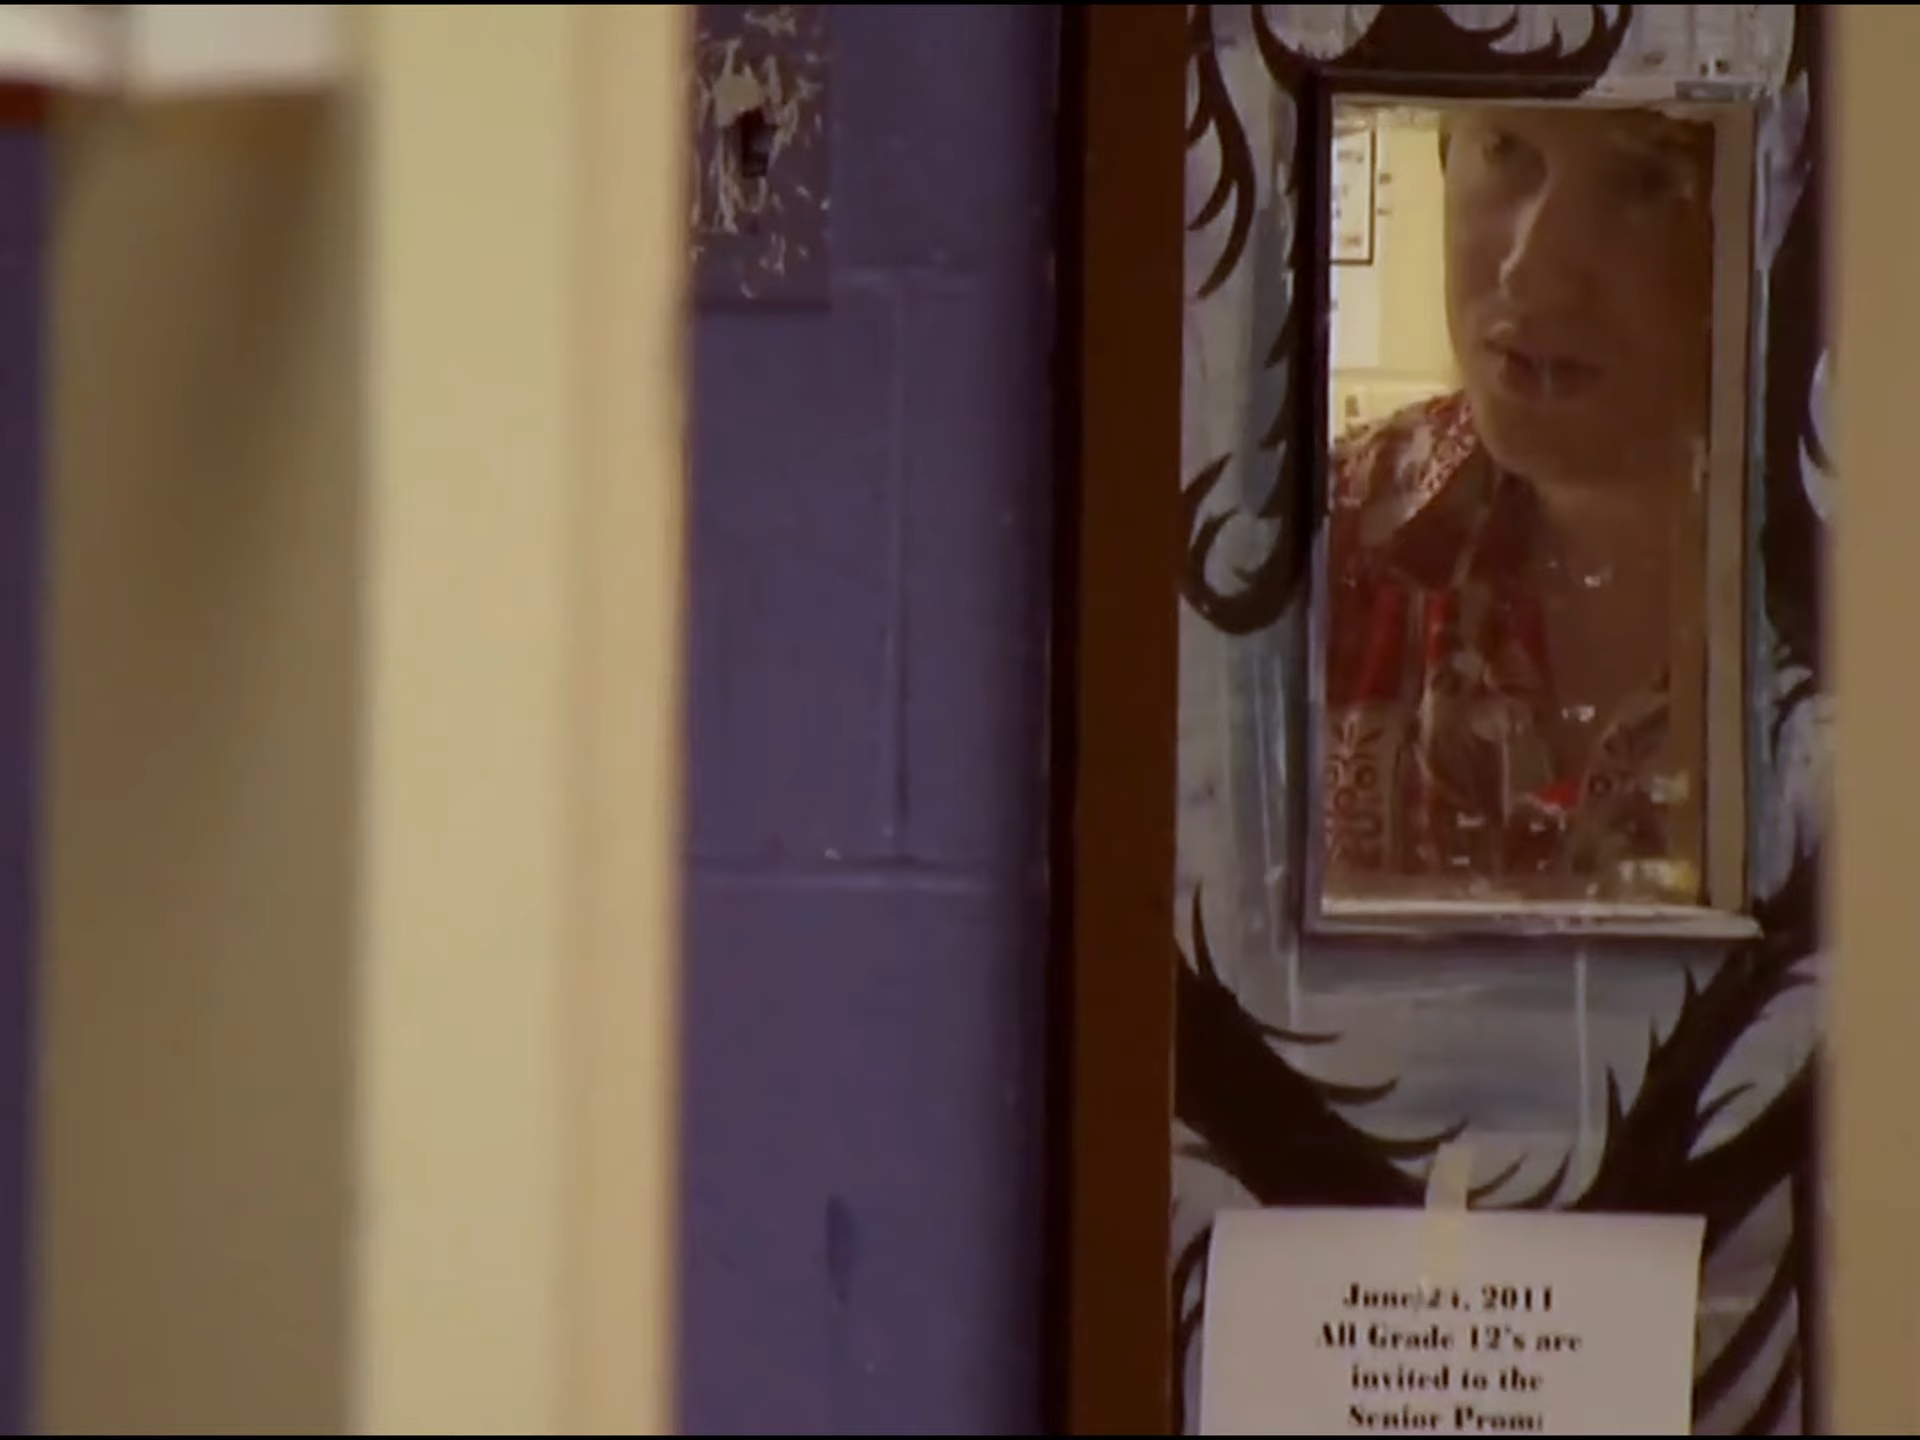 June 24, 2011
All Grade 12's are
invited to the
Senior Prom: